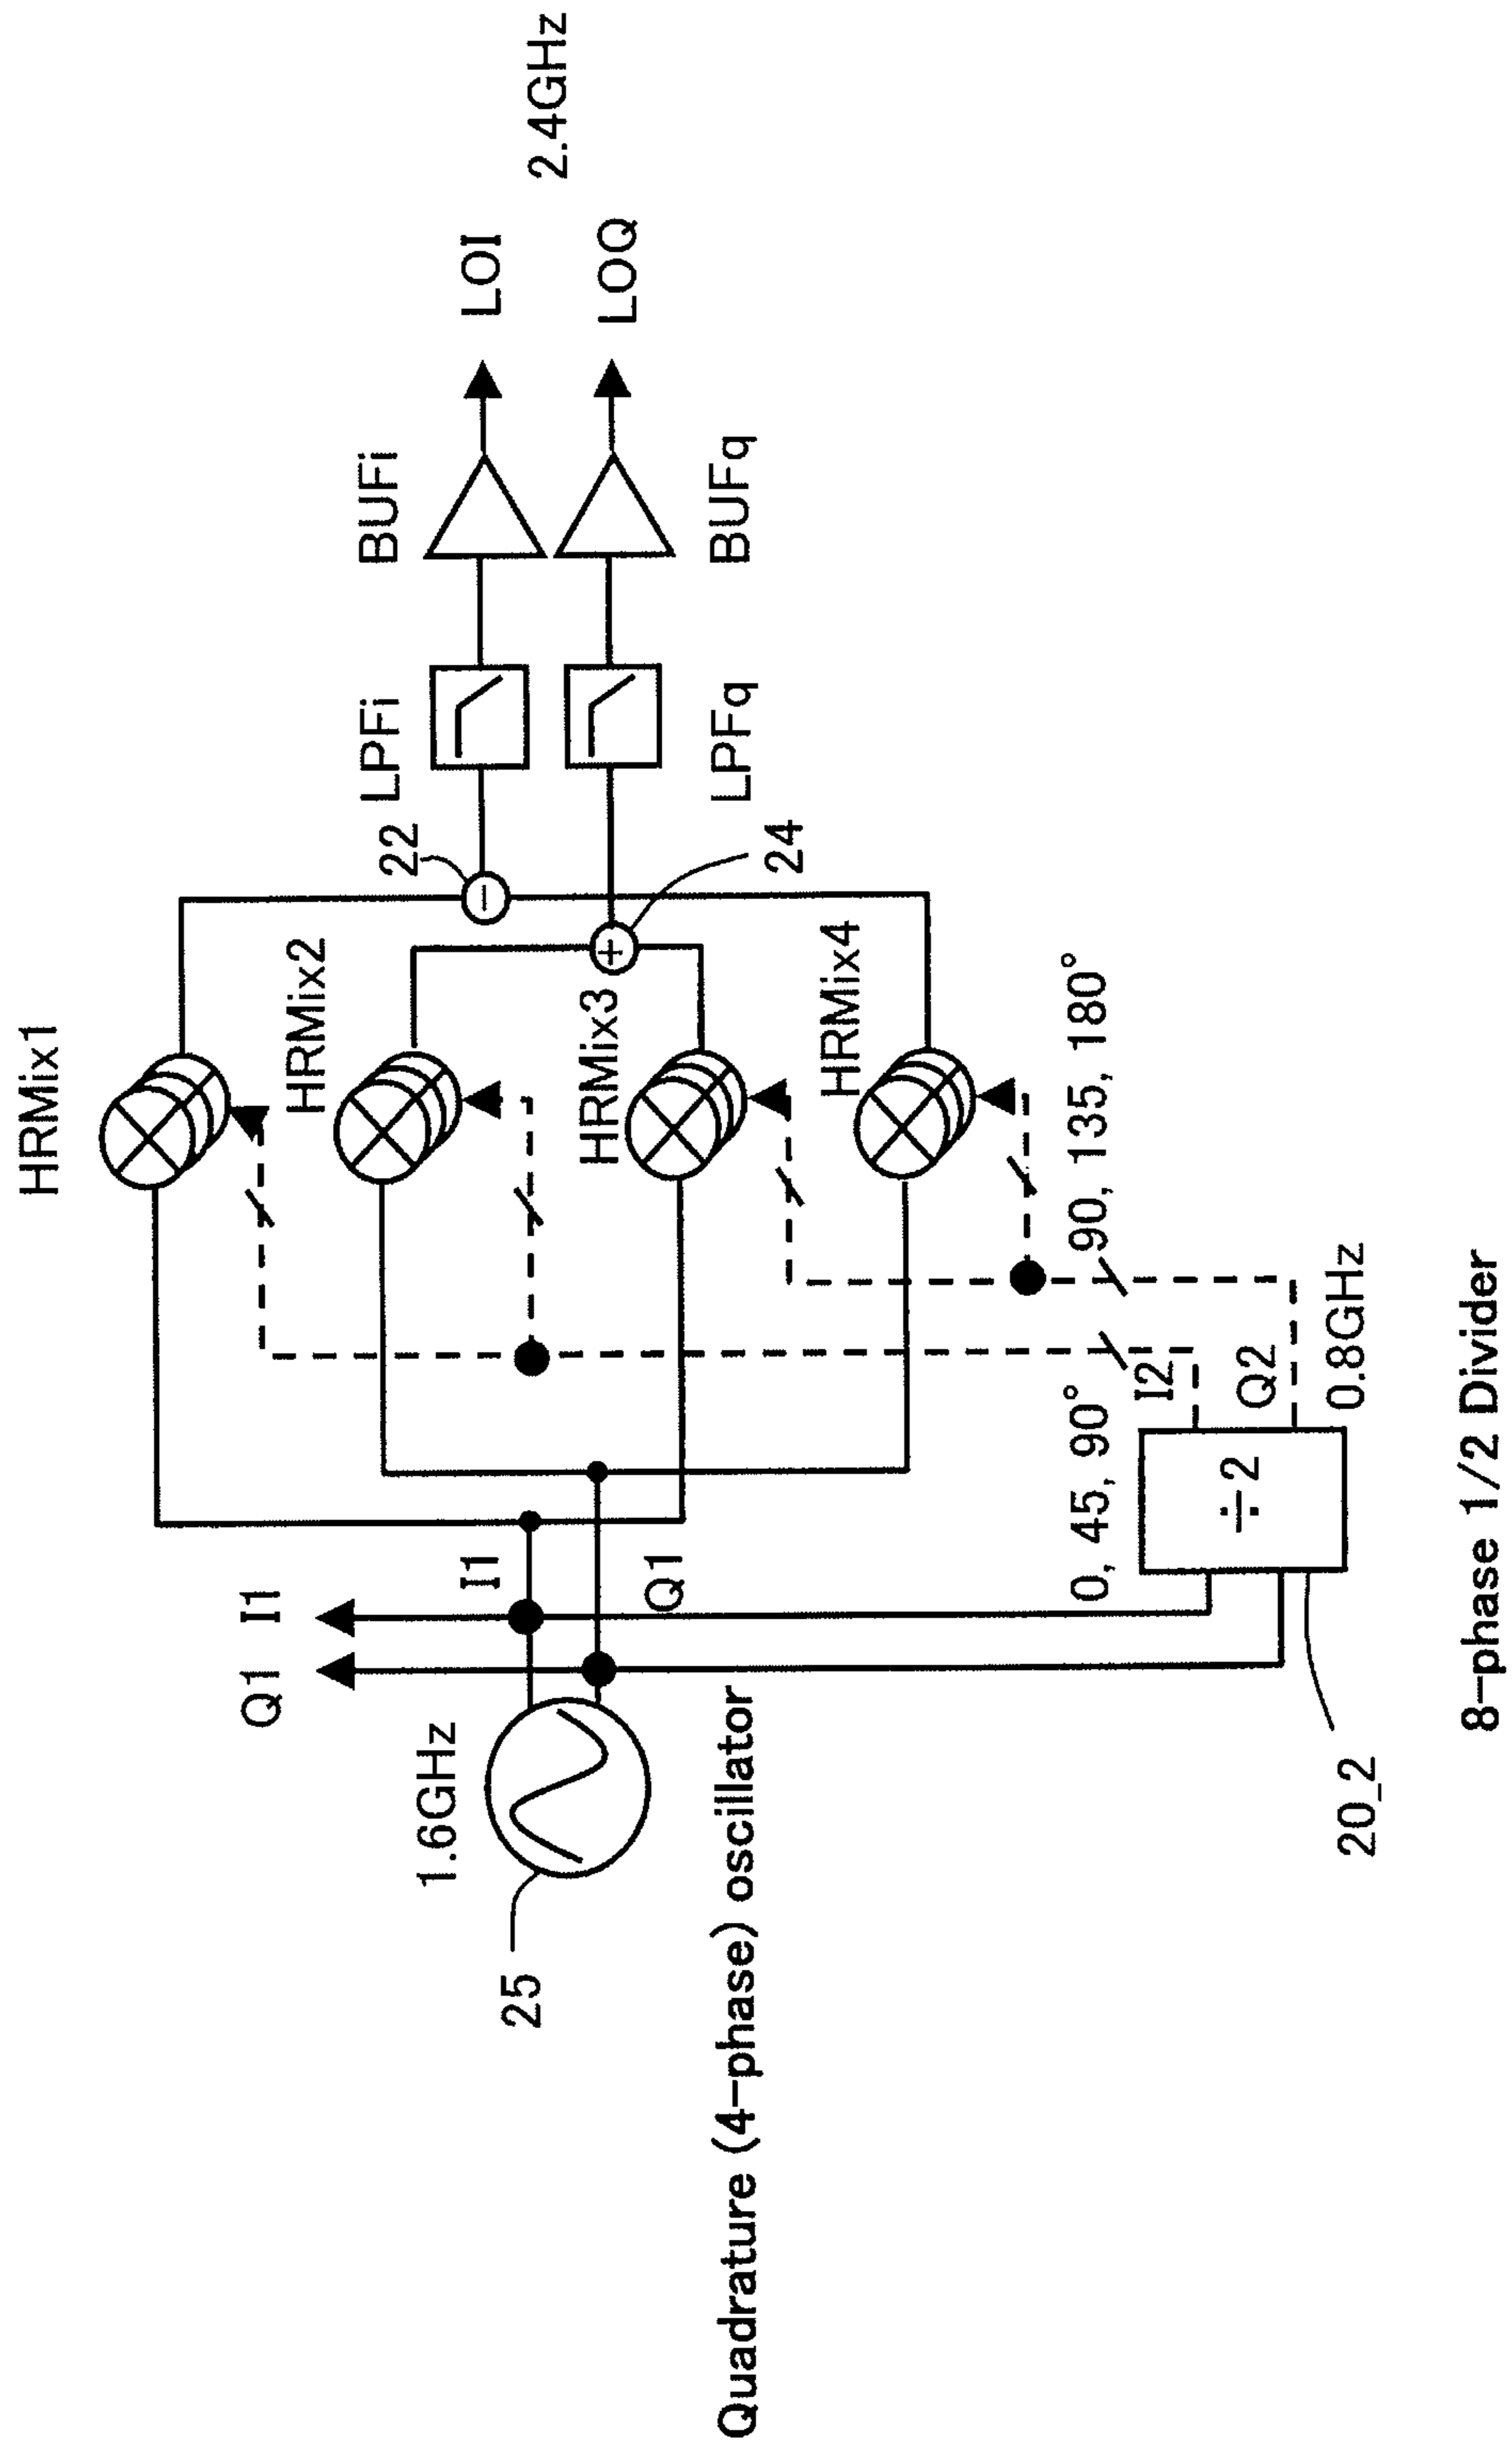 HRMix1
HRMix2
HRMix3
HRMix4
Q1
I1
1.6GHz
25
I1
Q1
Quadrature (4-phase) oscillator
22
24
LPFi
LPFq
BUFi
BUFq
LOI
LOQ
2.4GHz
0, 45, 90°
90, 135, 180°
I2
Q2
÷2
0.8GHz
20_2
8-phase 1/2 Divider
−
+